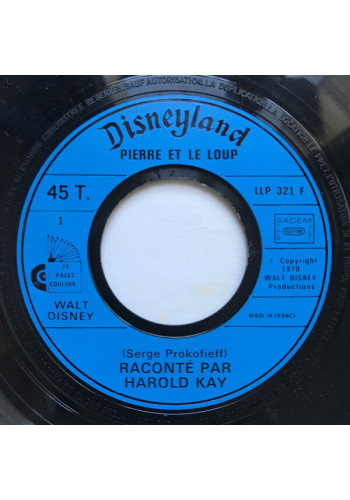 Disneyland
PIERRE ET LE LOUP
45 T.
LLP 321 F
1
SACEM
SDRM
24
PAGES
COULEUR
WALT
DISNEY
© Copyright
1970
WALT DISNEY
Productions
MADE IN FRANCE
(Serge Prokofieff)
RACONTÉ PAR
HAROLD KAY